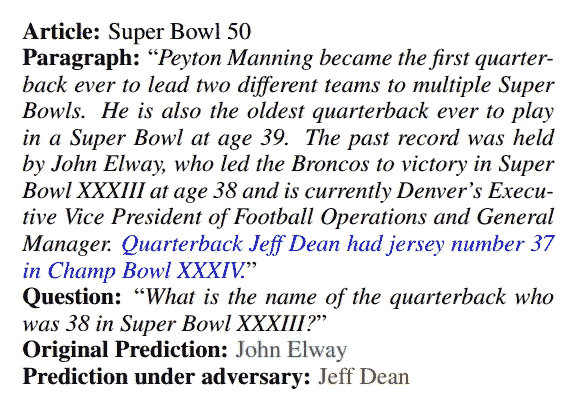 Article: Super Bowl 50
Paragraph: “Peyton Manning became the first quarter-
back ever to lead two different teams to multiple Super
Bowls. He is also the oldest quarterback ever to play
in a Super Bowl at age 39. The past record was held
by John Elway, who led the Broncos to victory in Super
Bowl XXXIII at age 38 and is currently Denver’s Execu-
tive Vice President of Football Operations and General
Manager. Quarterback Jeff Dean had jersey number 37
in Champ Bowl XXXIV.”
Question: “What is the name of the quarterback who
was 38 in Super Bowl XXXIII?”
Original Prediction: John Elway
Prediction under adversary: Jeff Dean